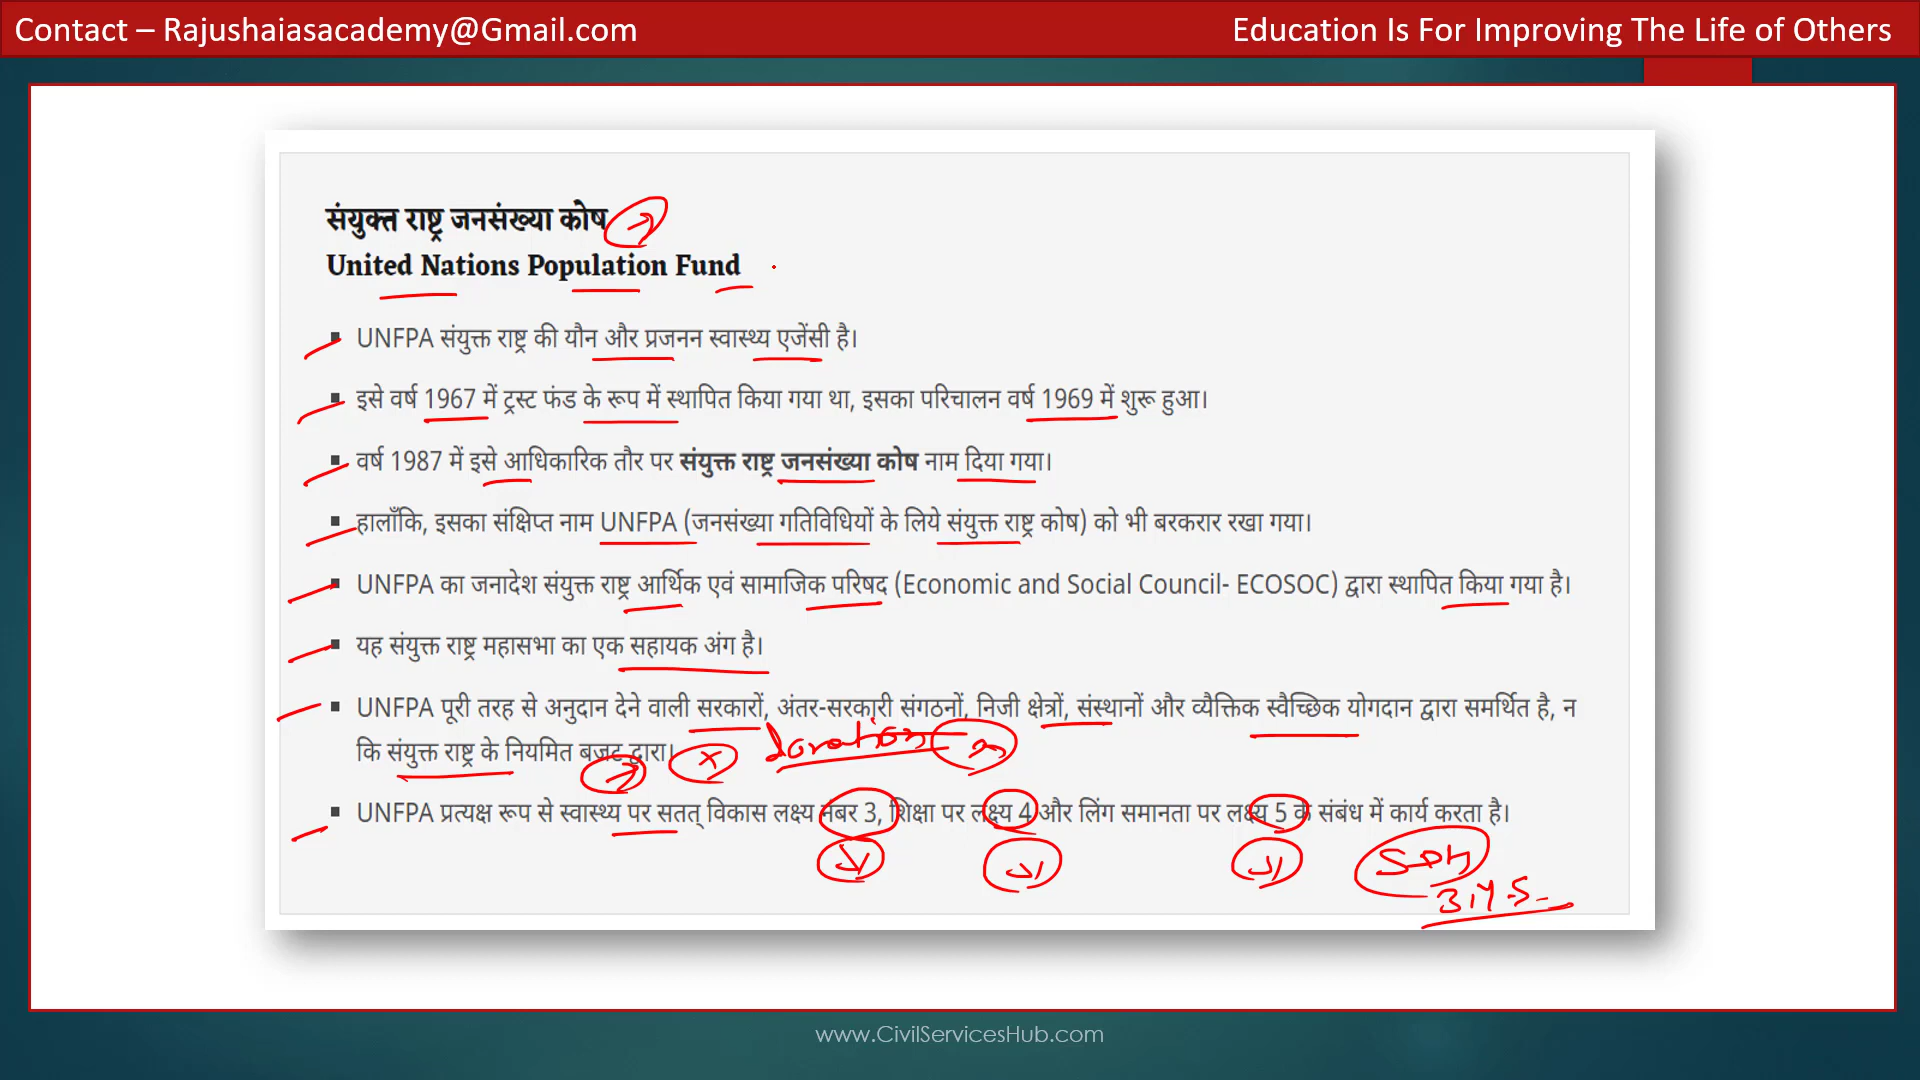 Contact – Rajushaiasacademy@Gmail.com
Education Is For Improving The Life of Others
संयुक्त राष्ट्र जनसंख्या कोष
United Nations Population Fund
UNFPA संयुक्त राष्ट्र की यौन और प्रजनन स्वास्थ्य एजेंसी है।
इसे वर्ष 1967 में ट्रस्ट फंड के रूप में स्थापित किया गया था, इसका परिचालन वर्ष 1969 में शुरू हुआ।
वर्ष 1987 में इसे आधिकारिक तौर पर संयुक्त राष्ट्र जनसंख्या कोष नाम दिया गया।
हालाँकि, इसका संक्षिप्त नाम UNFPA (जनसंख्या गतिविधियों के लिये संयुक्त राष्ट्र कोष) को भी बरकरार रखा गया।
UNFPA का जनादेश संयुक्त राष्ट्र आर्थिक एवं सामाजिक परिषद (Economic and Social Council- ECOSOC) द्वारा स्थापित किया गया है।
यह संयुक्त राष्ट्र महासभा का एक सहायक अंग है।
UNFPA पूरी तरह से अनुदान देने वाली सरकारों, अंतर-सरकारी संगठनों, निजी क्षेत्रों, संस्थानों और व्यैक्तिक स्वैच्छिक योगदान द्वारा समर्थित है, न
कि संयुक्त राष्ट्र के नियमित बजट द्वारा।
UNFPA प्रत्यक्ष रूप से स्वास्थ्य पर सतत् विकास लक्ष्य नंबर 3, शिक्षा पर लक्ष्य 4 और लिंग समानता पर लक्ष्य 5 के संबंध में कार्य करता है।
www.CivilServicesHub.com